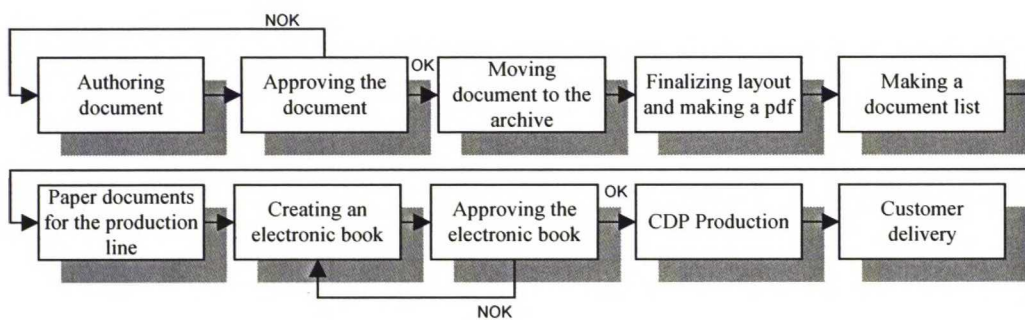 NOK
Authoring
document
Approving the
document
OK
Moving
document to the
archive
Finalizing layout
and making a pdf
Making a
document list
Paper documents
for the production
line
Creating an
electronic book
Approving the
electronic book
OK
CDP Production
Customer
delivery
NOK